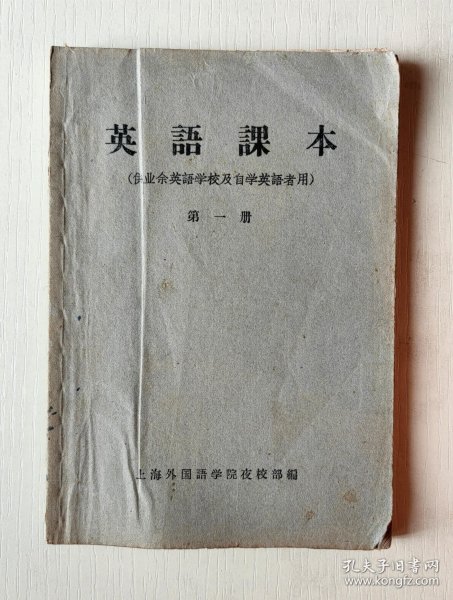 英語課本
(供业余英語学校及自学英語者用)
第一册
上海外国語学院夜校部編
孔夫子旧书网
www.kongfz.com